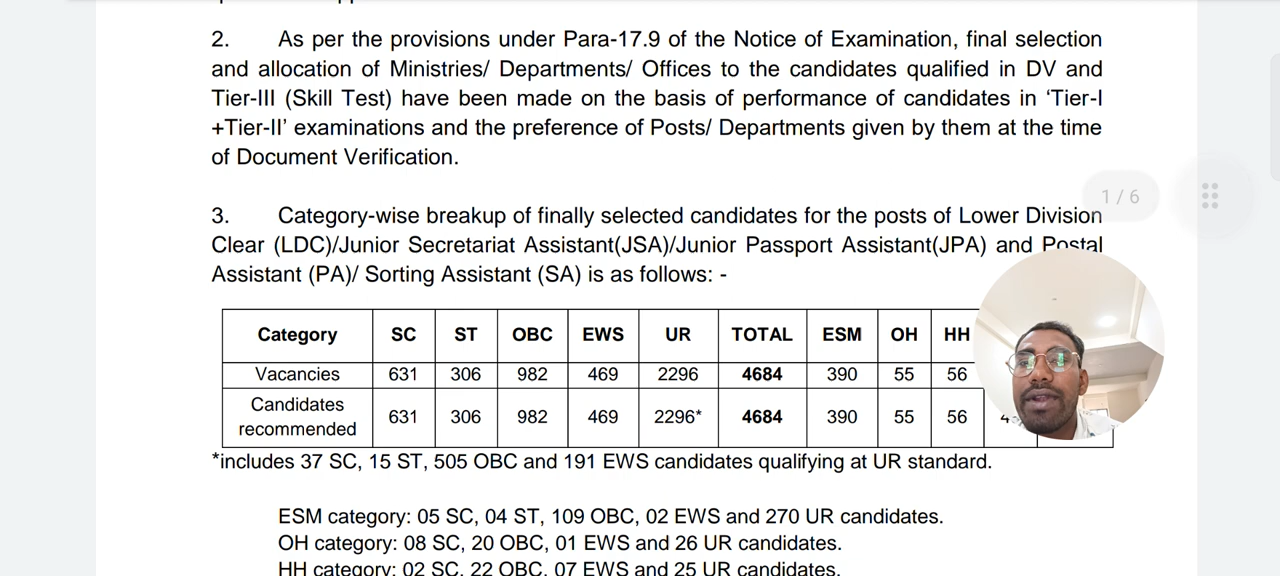 2. As per the provisions under Para-17.9 of the Notice of Examination, final selection
and allocation of Ministries/ Departments/ Offices to the candidates qualified in DV and
Tier-III (Skill Test) have been made on the basis of performance of candidates in ‘Tier-I
+Tier-II’ examinations and the preference of Posts/ Departments given by them at the time
of Document Verification.
1 / 6
3. Category-wise breakup of finally selected candidates for the posts of Lower Division
Clear (LDC)/Junior Secretariat Assistant(JSA)/Junior Passport Assistant(JPA) and Postal
Assistant (PA)/ Sorting Assistant (SA) is as follows: -
Category SC ST OBC EWS UR TOTAL ESM OH HH
Vacancies 631 306 982 469 2296 4684 390 55 56
Candidates
recommended 631 306 982 469 2296* 4684 390 55 56
*includes 37 SC, 15 ST, 505 OBC and 191 EWS candidates qualifying at UR standard.
ESM category: 05 SC, 04 ST, 109 OBC, 02 EWS and 270 UR candidates.
OH category: 08 SC, 20 OBC, 01 EWS and 26 UR candidates.
HH category: 02 SC, 22 OBC, 07 EWS and 25 UR candidates.